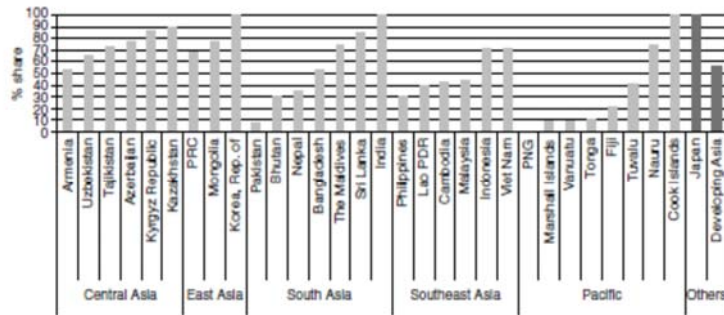 100
90
80
70
60
50
40
30
20
10
0
% share
Armenia
Uzbekistan
Tajikistan
Azerbaijan
Kyrgyz Republic
Kazakhstan
PRC
Mongolia
Korea, Rep. of
Pakistan
Bhutan
Nepal
Bangladesh
The Maldives
Sri Lanka
India
Philippines
Lao PDR
Cambodia
Malaysia
Indonesia
Viet Nam
PNG
Marshall Islands
Vanuatu
Tonga
Fiji
Tuvalu
Nauru
Cook Islands
Japan
Developing Asia
Central Asia
East Asia
South Asia
Southeast Asia
Pacific
Others